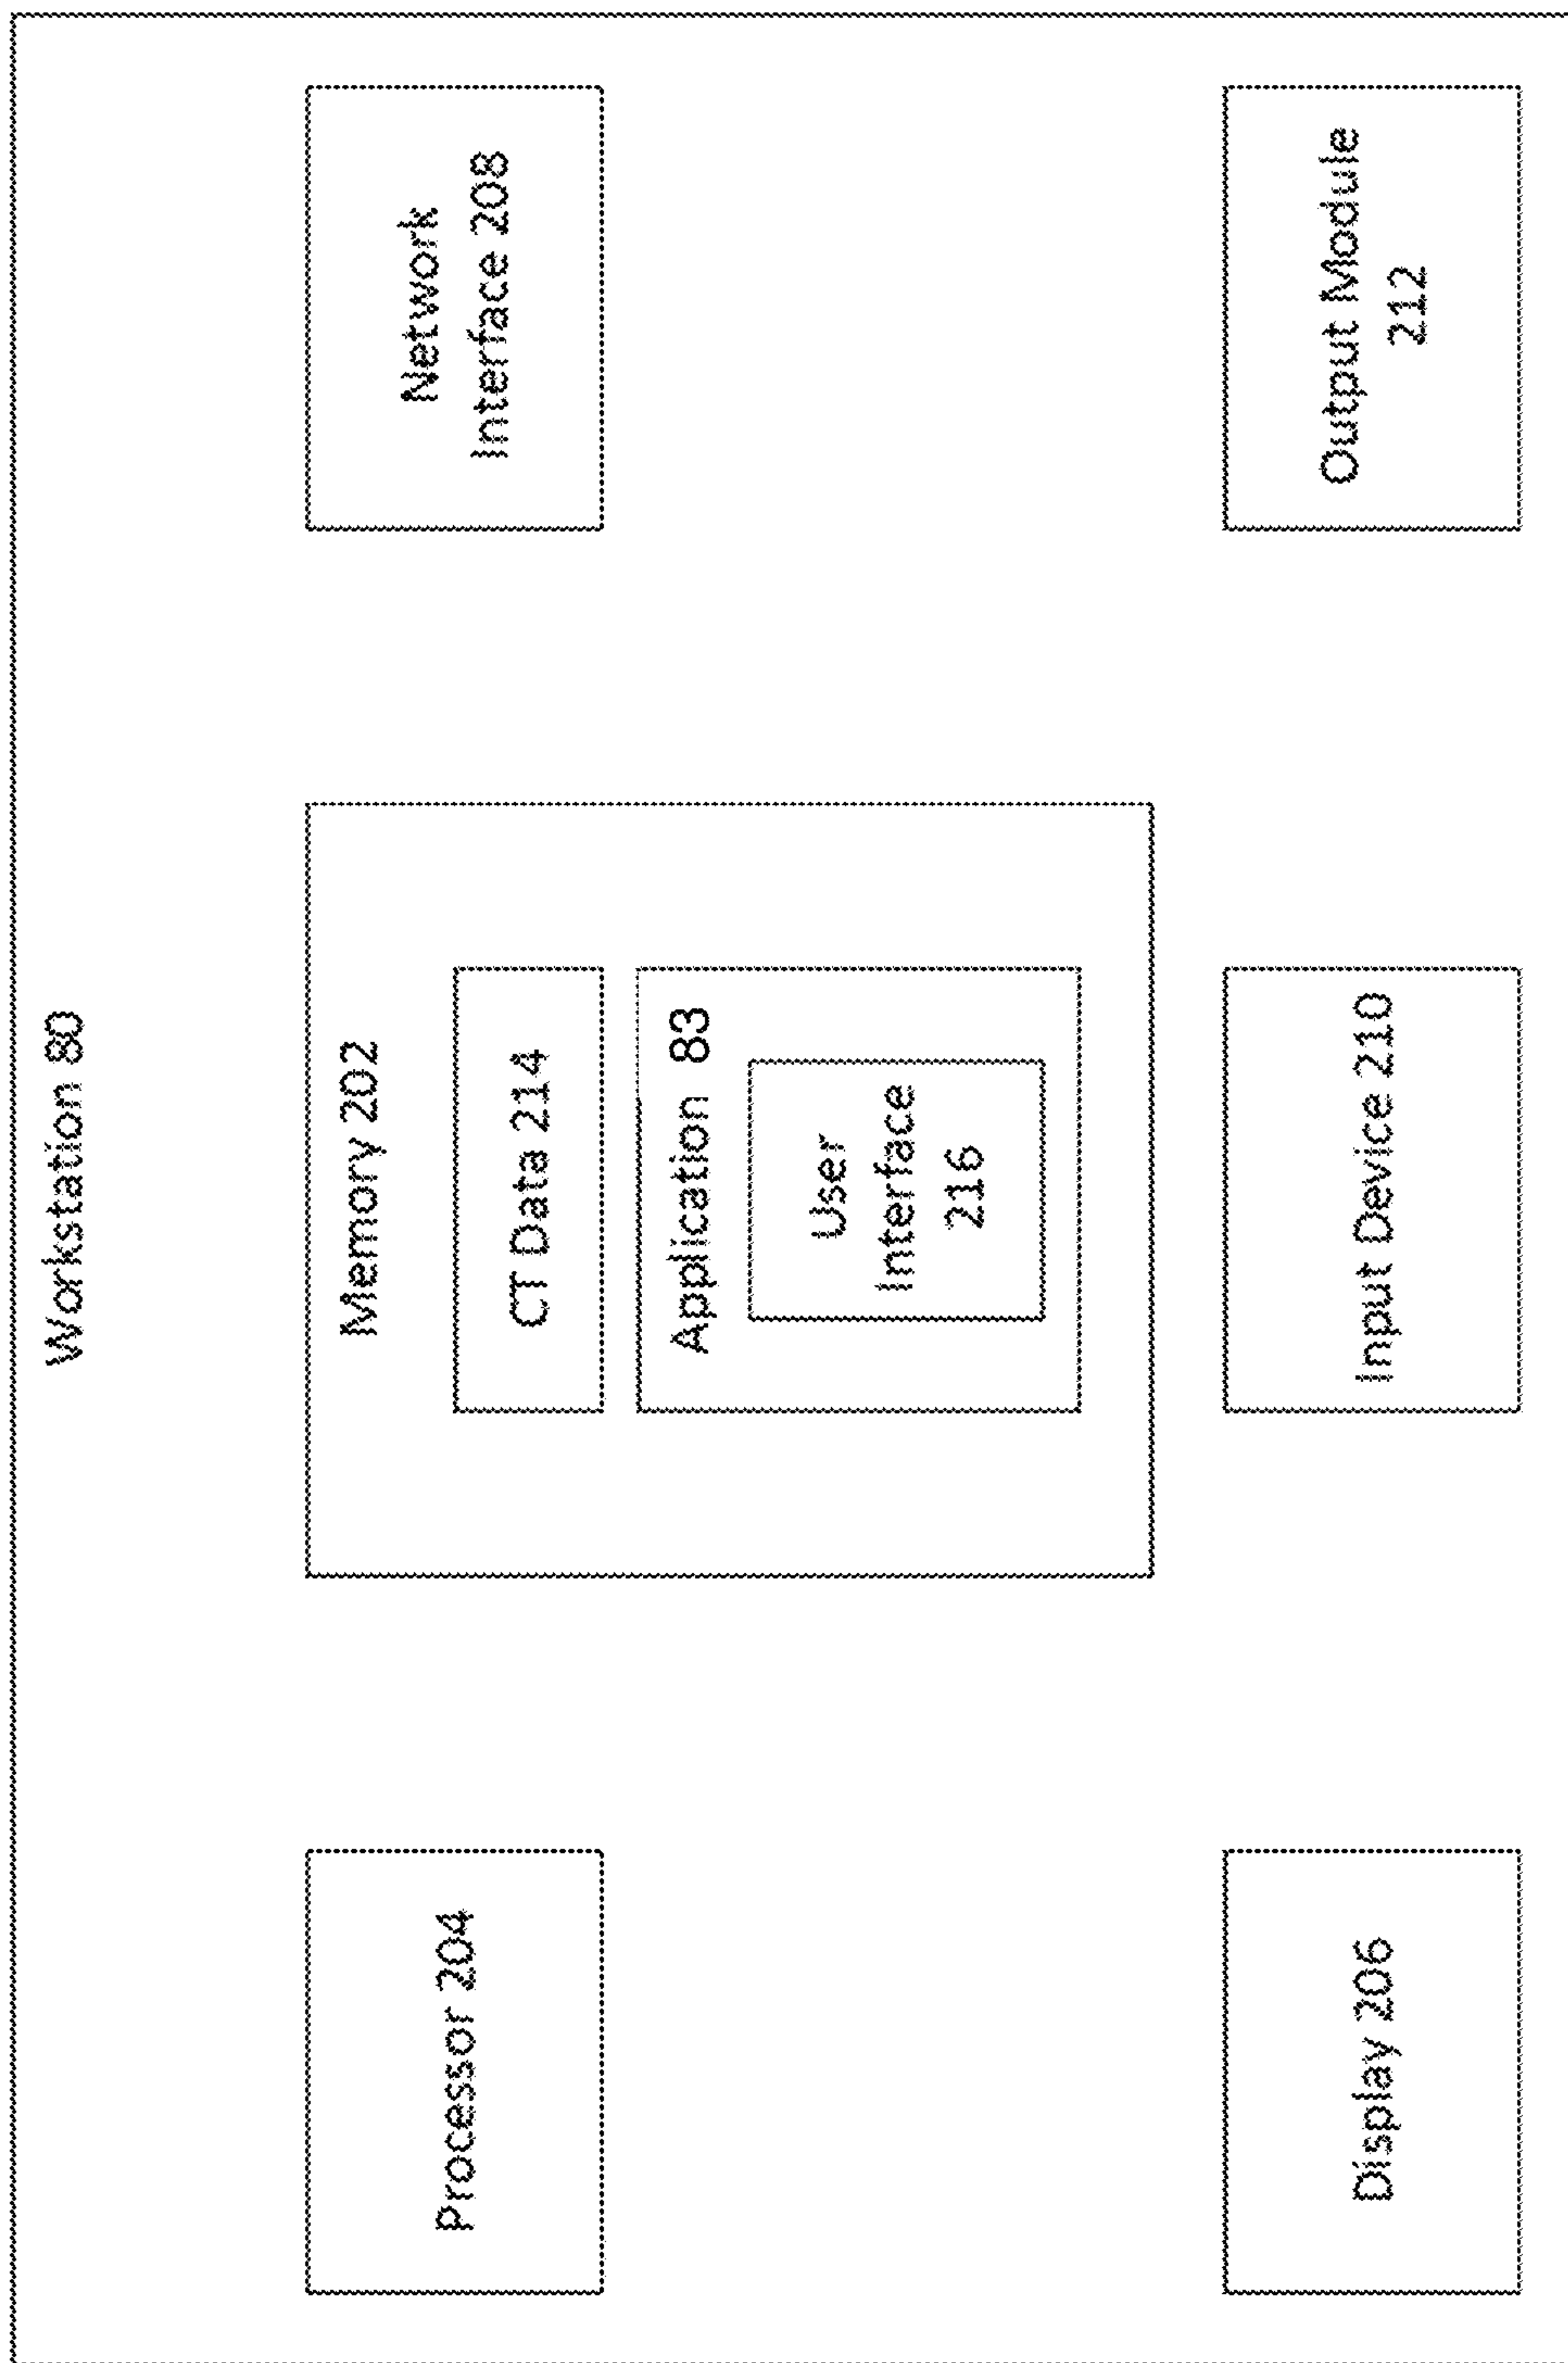 Workstation 80
Processor 204
Memory 202
CT Data 214
Application 83
User
Interface
216
Network
Interface 208
Display 206
Input Device 210
Output Module
212